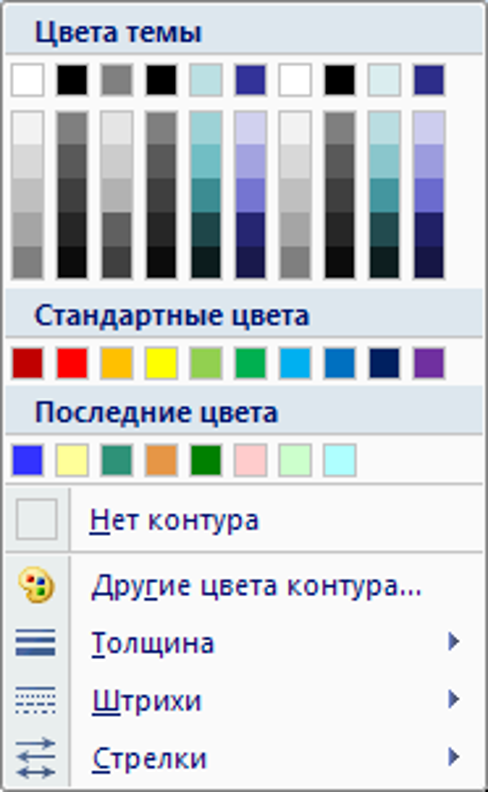 Цвета темы
Стандартные цвета
Последние цвета
Нет контура
Другие цвета контура...
Толщина
Штрихи
Стрелки